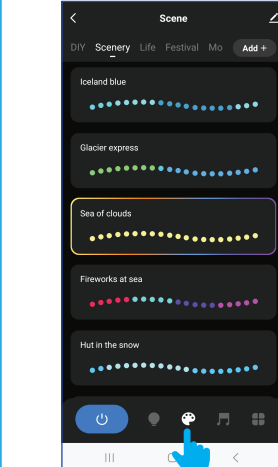 Scene
DIY Scenery Life Festival Mo Add +
Iceland blue
Glacier express
Sea of clouds
Fireworks at sea
Hut in the snow